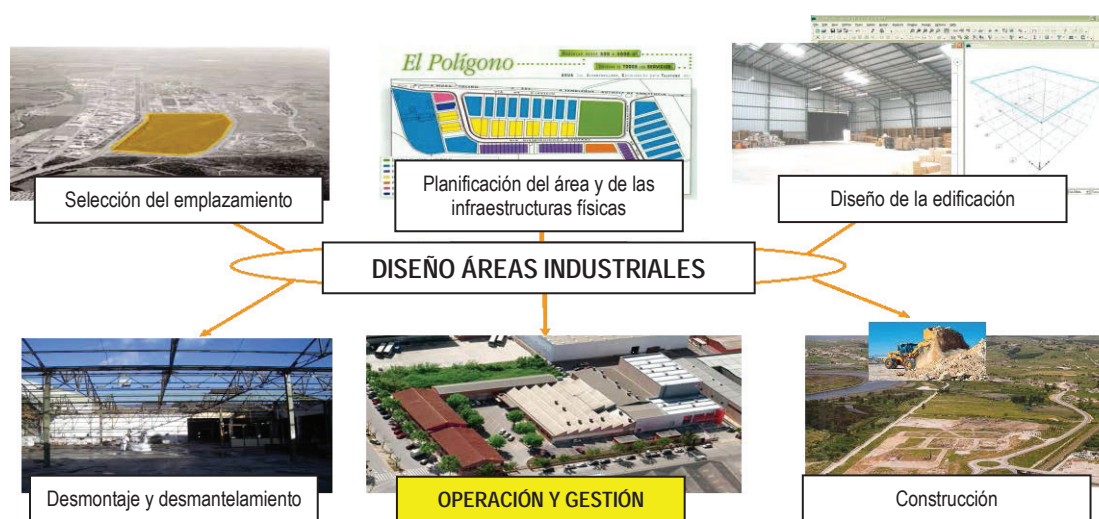 El Polígono
Selección del emplazamiento
Planificación del área y de las
infraestructuras físicas
Diseño de la edificación
DISEÑO ÁREAS INDUSTRIALES
Desmontaje y desmantelamiento
OPERACIÓN Y GESTIÓN
Construcción